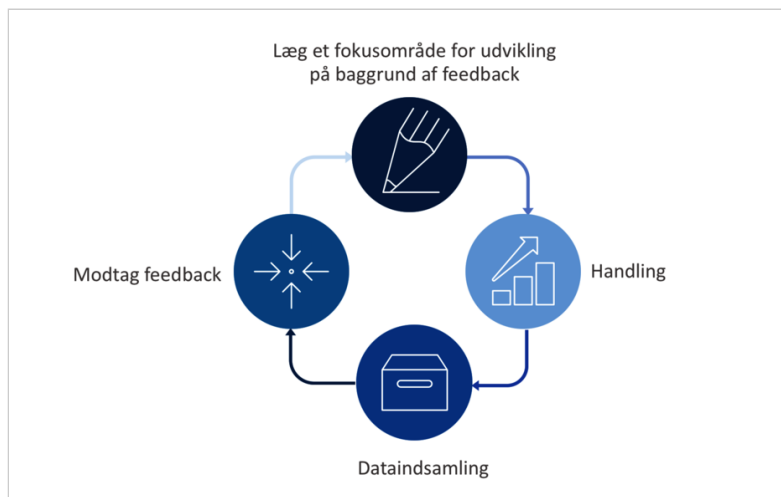 Læg et fokusområde for udvikling
på baggrund af feedback
Modtag feedback
Handling
Dataindsamling